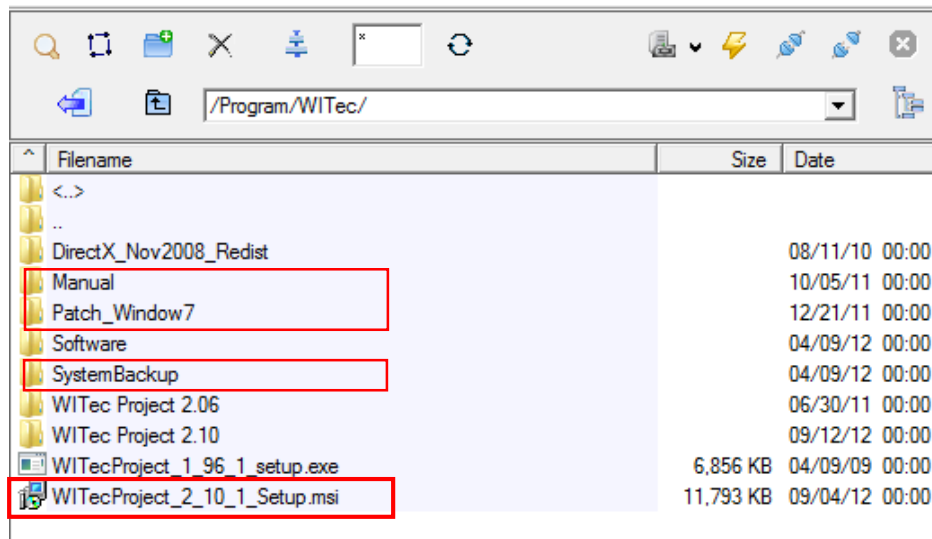 *
/Program/WITec/
Filename Size Date
<..>
..
DirectX_Nov2008_Redist 08/11/10 00:00
Manual 10/05/11 00:00
Patch_Window7 12/21/11 00:00
Software 04/09/12 00:00
SystemBackup 04/09/12 00:00
WITec Project 2.06 06/30/11 00:00
WITec Project 2.10 09/12/12 00:00
WITecProject_1_96_1_setup.exe 6,856 KB 04/09/09 00:00
WITecProject_2_10_1_Setup.msi 11,793 KB 09/04/12 00:00